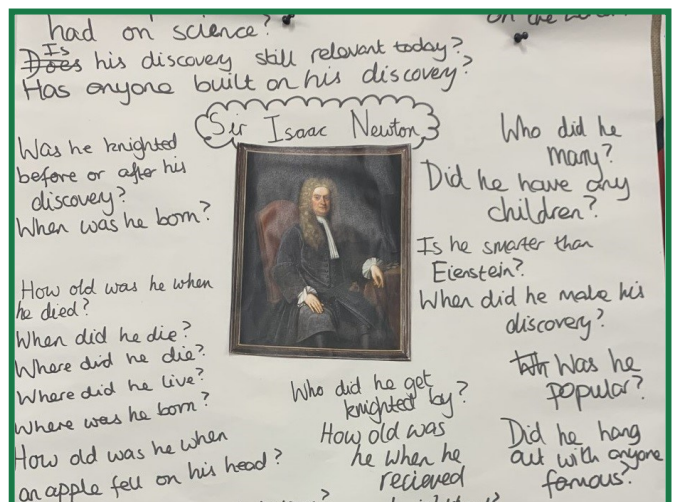 had on science?
on the
Is
Does his discovery still relevant today?
Has anyone built on his discovery?
Sir Isaac Newton
Was he knighted
before or after his
discovery?
When was he born?
How old was he when
he died?
When did he die?
Where did he die?
Where did he live?
Where was he born?
How old was he when
an apple fell on his head?
Who did he get
knighted by?
How old was
he when he
recieved
Who did he
marry?
Did he have any
children?
Is he smarter than
Eienstein?
When did he make his
discovery?
Was he
popular?
Did he hang
out with anyone
famous?